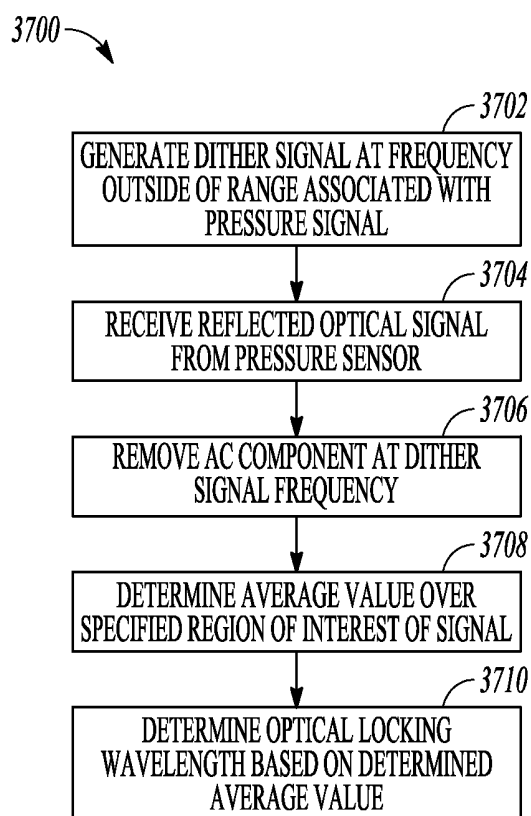 3700
3702
GENERATE DITHER SIGNAL AT FREQUENCY
OUTSIDE OF RANGE ASSOCIATED WITH
PRESSURE SIGNAL
3704
RECEIVE REFLECTED OPTICAL SIGNAL
FROM PRESSURE SENSOR
3706
REMOVE AC COMPONENT AT DITHER
SIGNAL FREQUENCY
3708
DETERMINE AVERAGE VALUE OVER
SPECIFIED REGION OF INTEREST OF SIGNAL
3710
DETERMINE OPTICAL LOCKING
WAVELENGTH BASED ON DETERMINED
AVERAGE VALUE